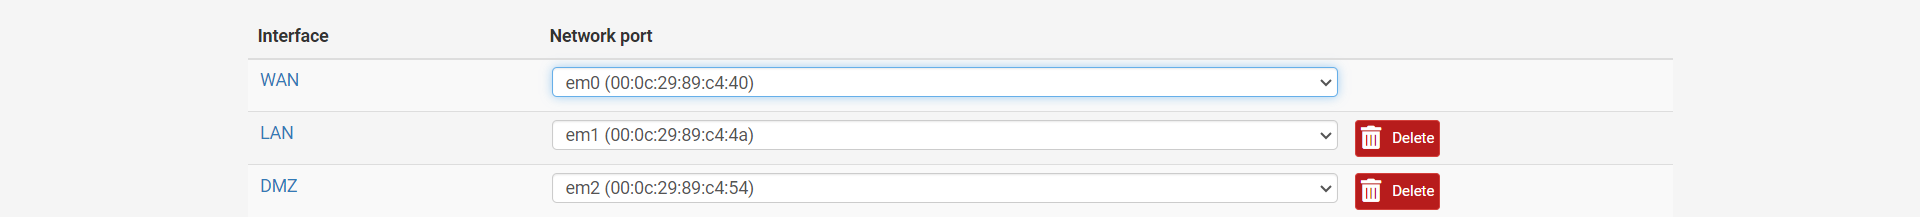 Interface Network port
WAN em0 (00:0c:29:89:c4:40)
LAN em1 (00:0c:29:89:c4:4a) Delete
DMZ em2 (00:0c:29:89:c4:54) Delete